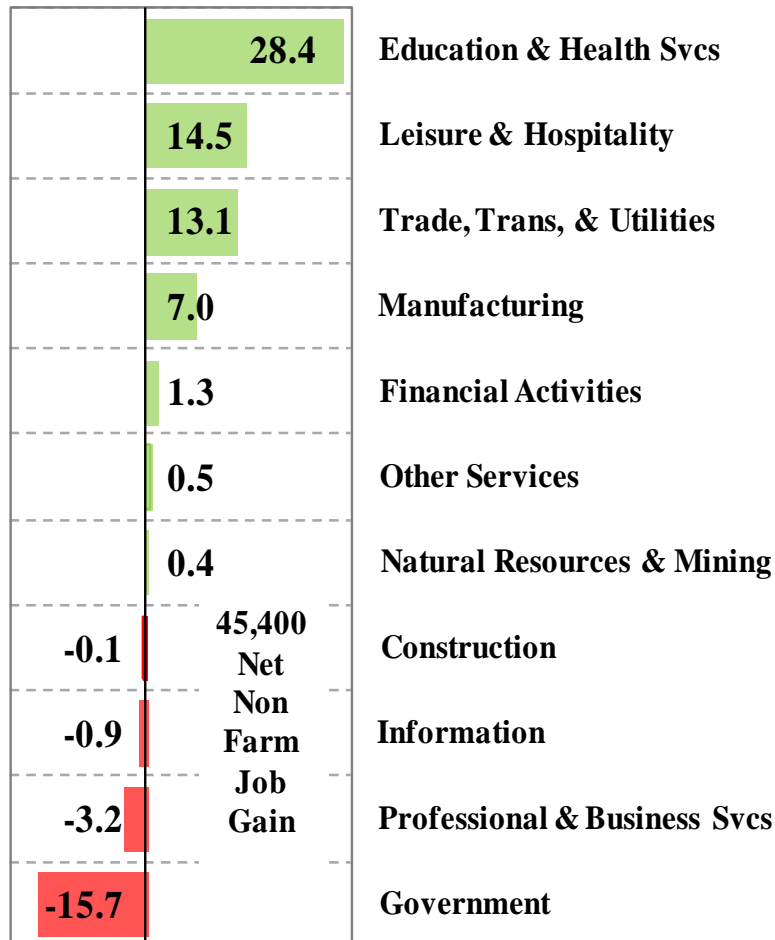 28.4 Education & Health Svcs
14.5 Leisure & Hospitality
13.1 Trade, Trans, & Utilities
7.0 Manufacturing
1.3 Financial Activities
0.5 Other Services
0.4 Natural Resources & Mining
-0.1 Construction
-0.9 Information
-3.2 Professional & Business Svcs
-15.7 Government
45,400
Net
Non
Farm
Job
Gain